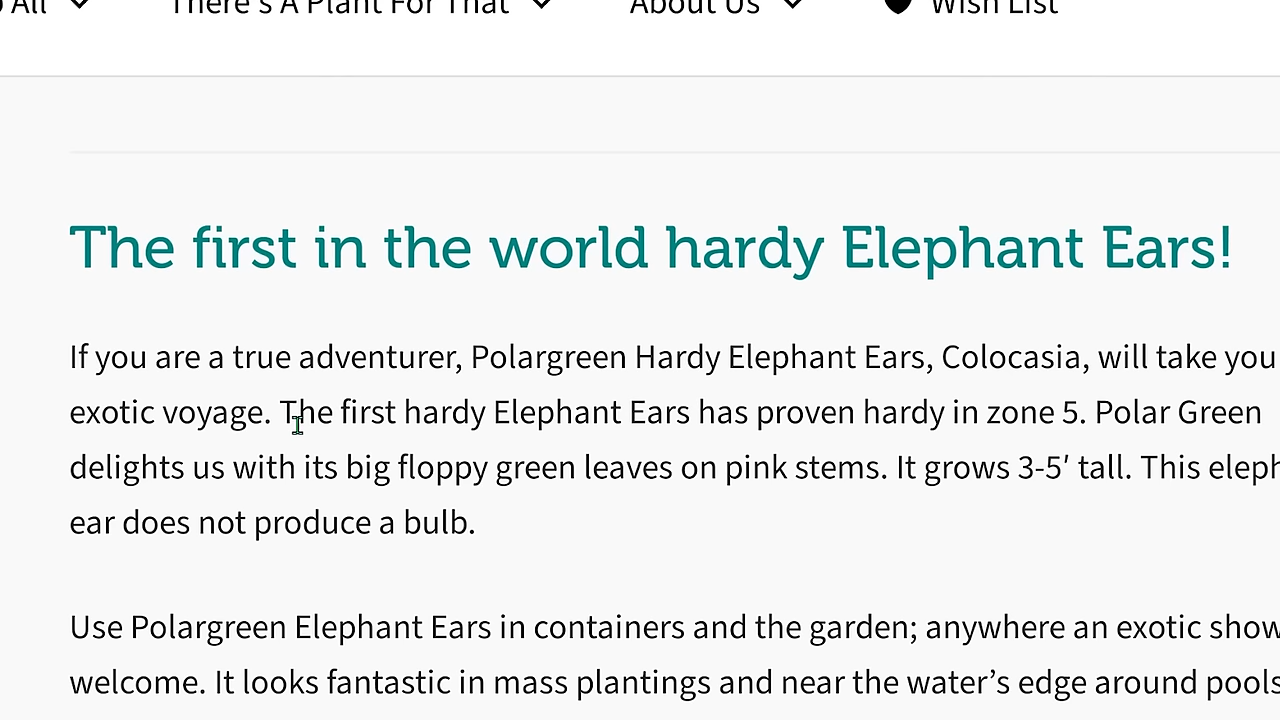 All
There's A Plant For That
About Us
Wish List
The first in the world hardy Elephant Ears!
If you are a true adventurer, Polargreen Hardy Elephant Ears, Colocasia, will take you
exotic voyage. The first hardy Elephant Ears has proven hardy in zone 5. Polar Green
delights us with its big floppy green leaves on pink stems. It grows 3-5′ tall. This eleph
ear does not produce a bulb.
Use Polargreen Elephant Ears in containers and the garden; anywhere an exotic show
welcome. It looks fantastic in mass plantings and near the water’s edge around pools